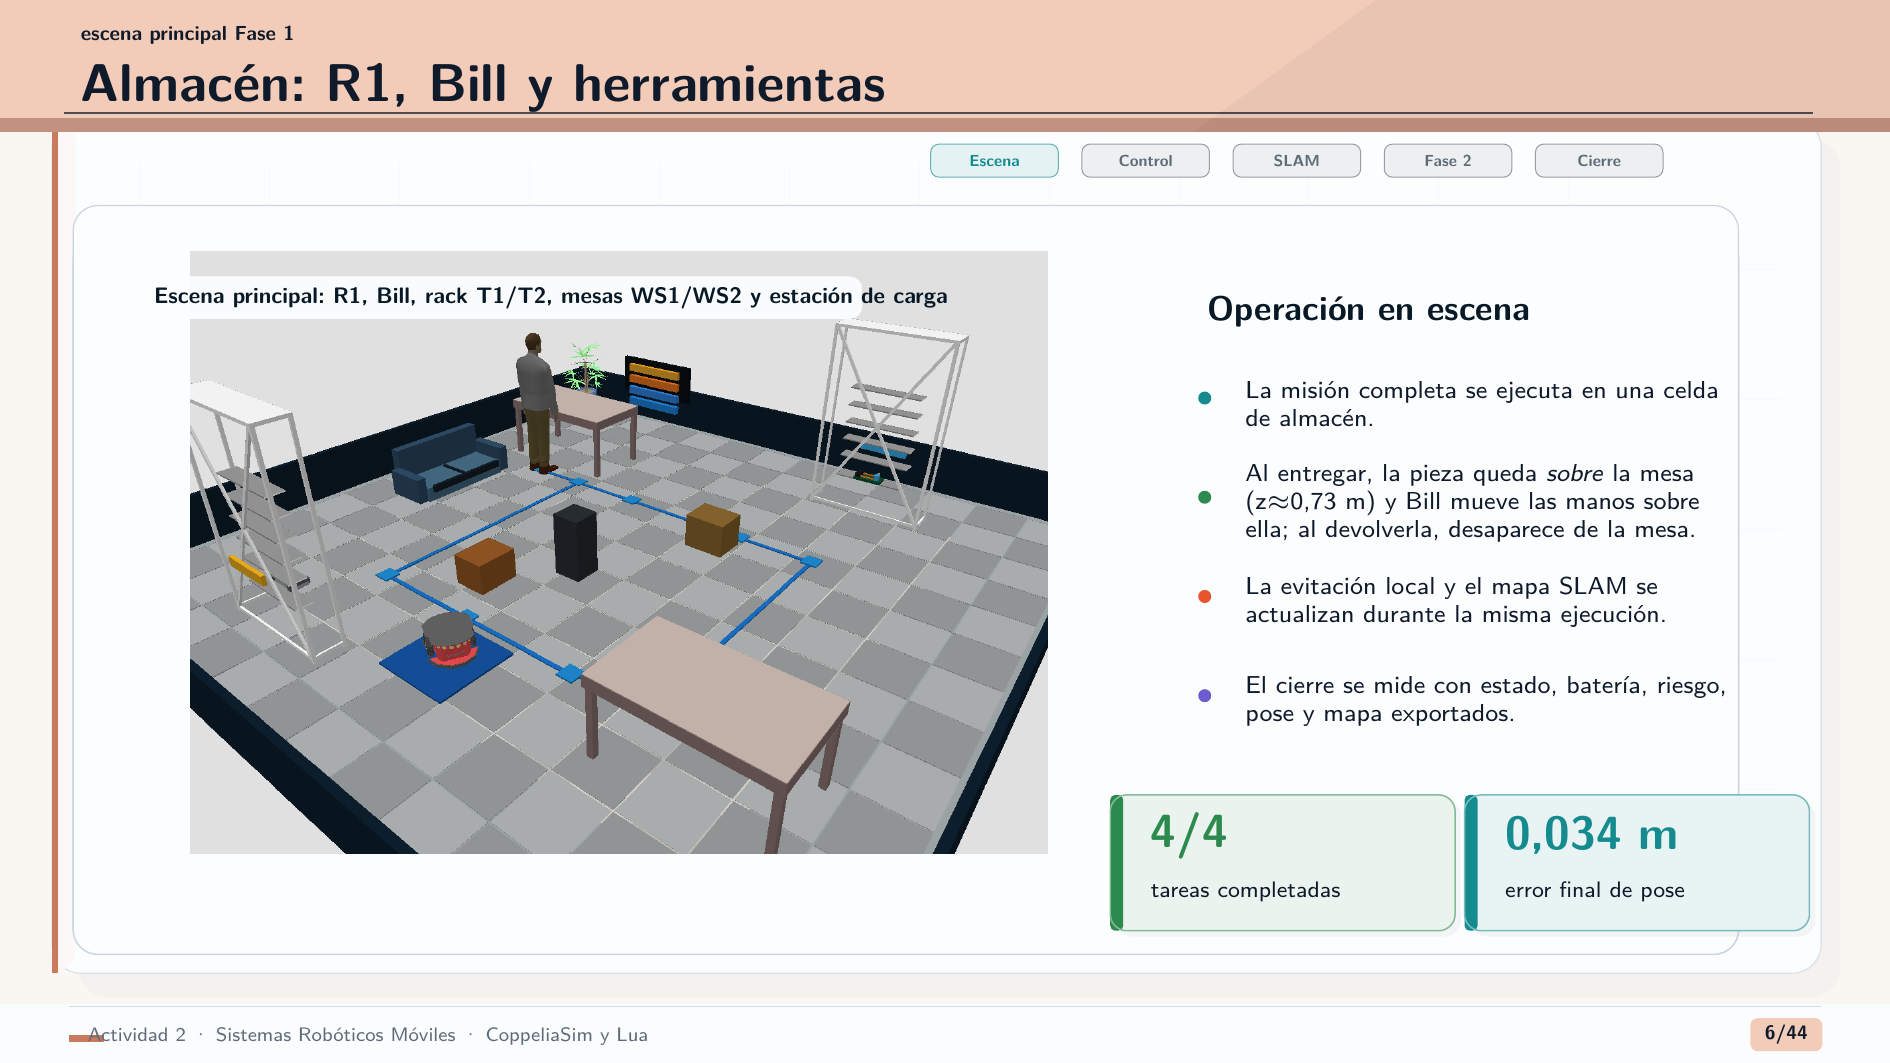 escena principal Fase 1
Almacén: R1, Bill y herramientas
Escena
Control
SLAM
Fase 2
Cierre
Escena principal: R1, Bill, rack T1/T2, mesas WS1/WS2 y estación de carga
Operación en escena
La misión completa se ejecuta en una celda
de almacén.
Al entregar, la pieza queda sobre la mesa
(z≈0,73 m) y Bill mueve las manos sobre
ella; al devolverla, desaparece de la mesa.
La evitación local y el mapa SLAM se
actualizan durante la misma ejecución.
El cierre se mide con estado, batería, riesgo,
pose y mapa exportados.
4/4
tareas completadas
0,034 m
error final de pose
Actividad 2 · Sistemas Robóticos Móviles · CoppeliaSim y Lua
6/44